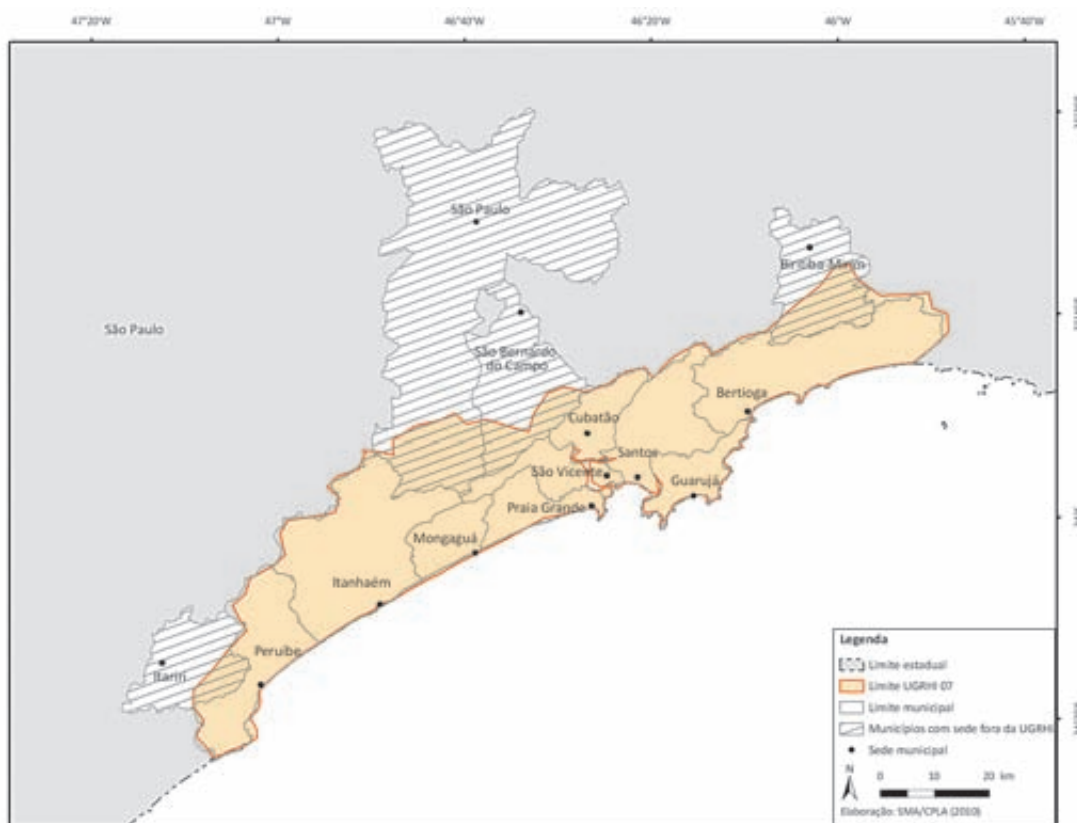 47°20'W 47°W 46°40'W 46°20'W 46°W 45°40'W
São Paulo
Biritiba Mirim
São Paulo
São Bernardo
do Campo
Bertioga
Cubatão
Santos
São Vicente
Guarujá
Praia Grande
Mongaguá
Itanhaém
Peruíbe
Itariri
Legenda
Limite estadual
Limite UGRHI 07
Limite municipal
Municípios com sede fora da UGRHI
Sede municipal
N
0 10 20 km
Elaboração: SMA/CPLA (2010)